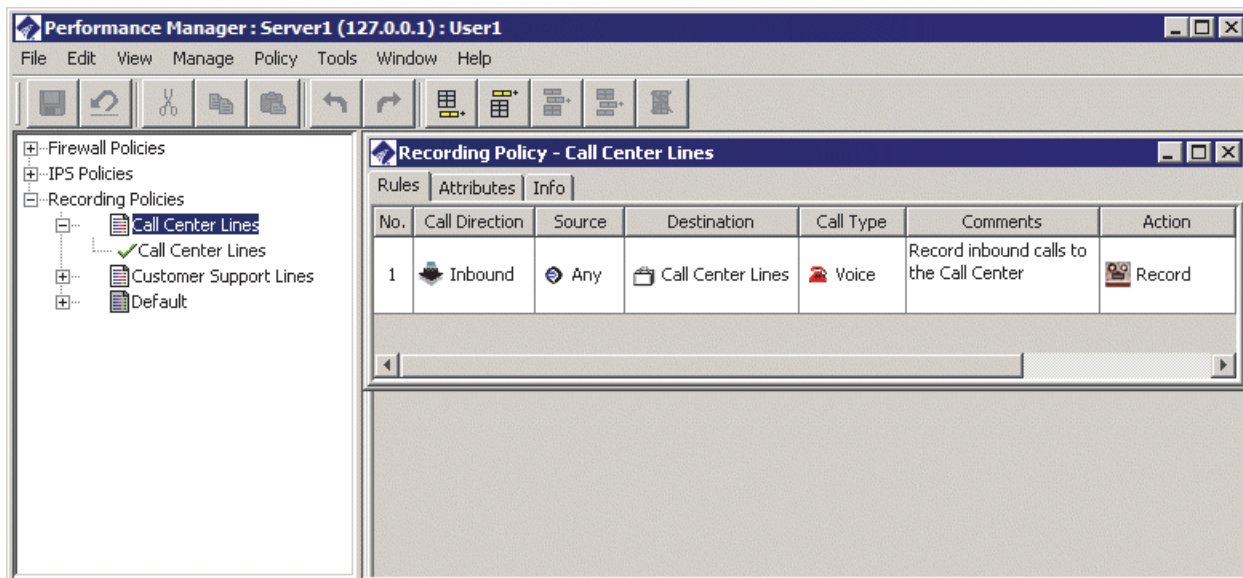 Performance Manager : Server1 (127.0.0.1) : User1
File Edit View Manage Policy Tools Window Help
Firewall Policies
IPS Policies
Recording Policies
Call Center Lines
Call Center Lines
Customer Support Lines
Default
Recording Policy - Call Center Lines
Rules Attributes Info
No. Call Direction Source Destination Call Type Comments Action
1 Inbound Any Call Center Lines Voice Record inbound calls to
the Call Center Record